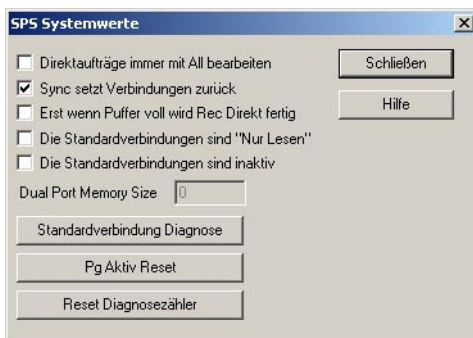 SPS Systemwerte
Direktaufträge immer mit All bearbeiten
Sync setzt Verbindungen zurück
Erst wenn Puffer voll wird Rec Direkt fertig
Die Standardverbindungen sind "Nur Lesen"
Die Standardverbindungen sind inaktiv
Dual Port Memory Size 0
Standardverbindung Diagnose
Pg Aktiv Reset
Reset Diagnosezähler
Schließen
Hilfe